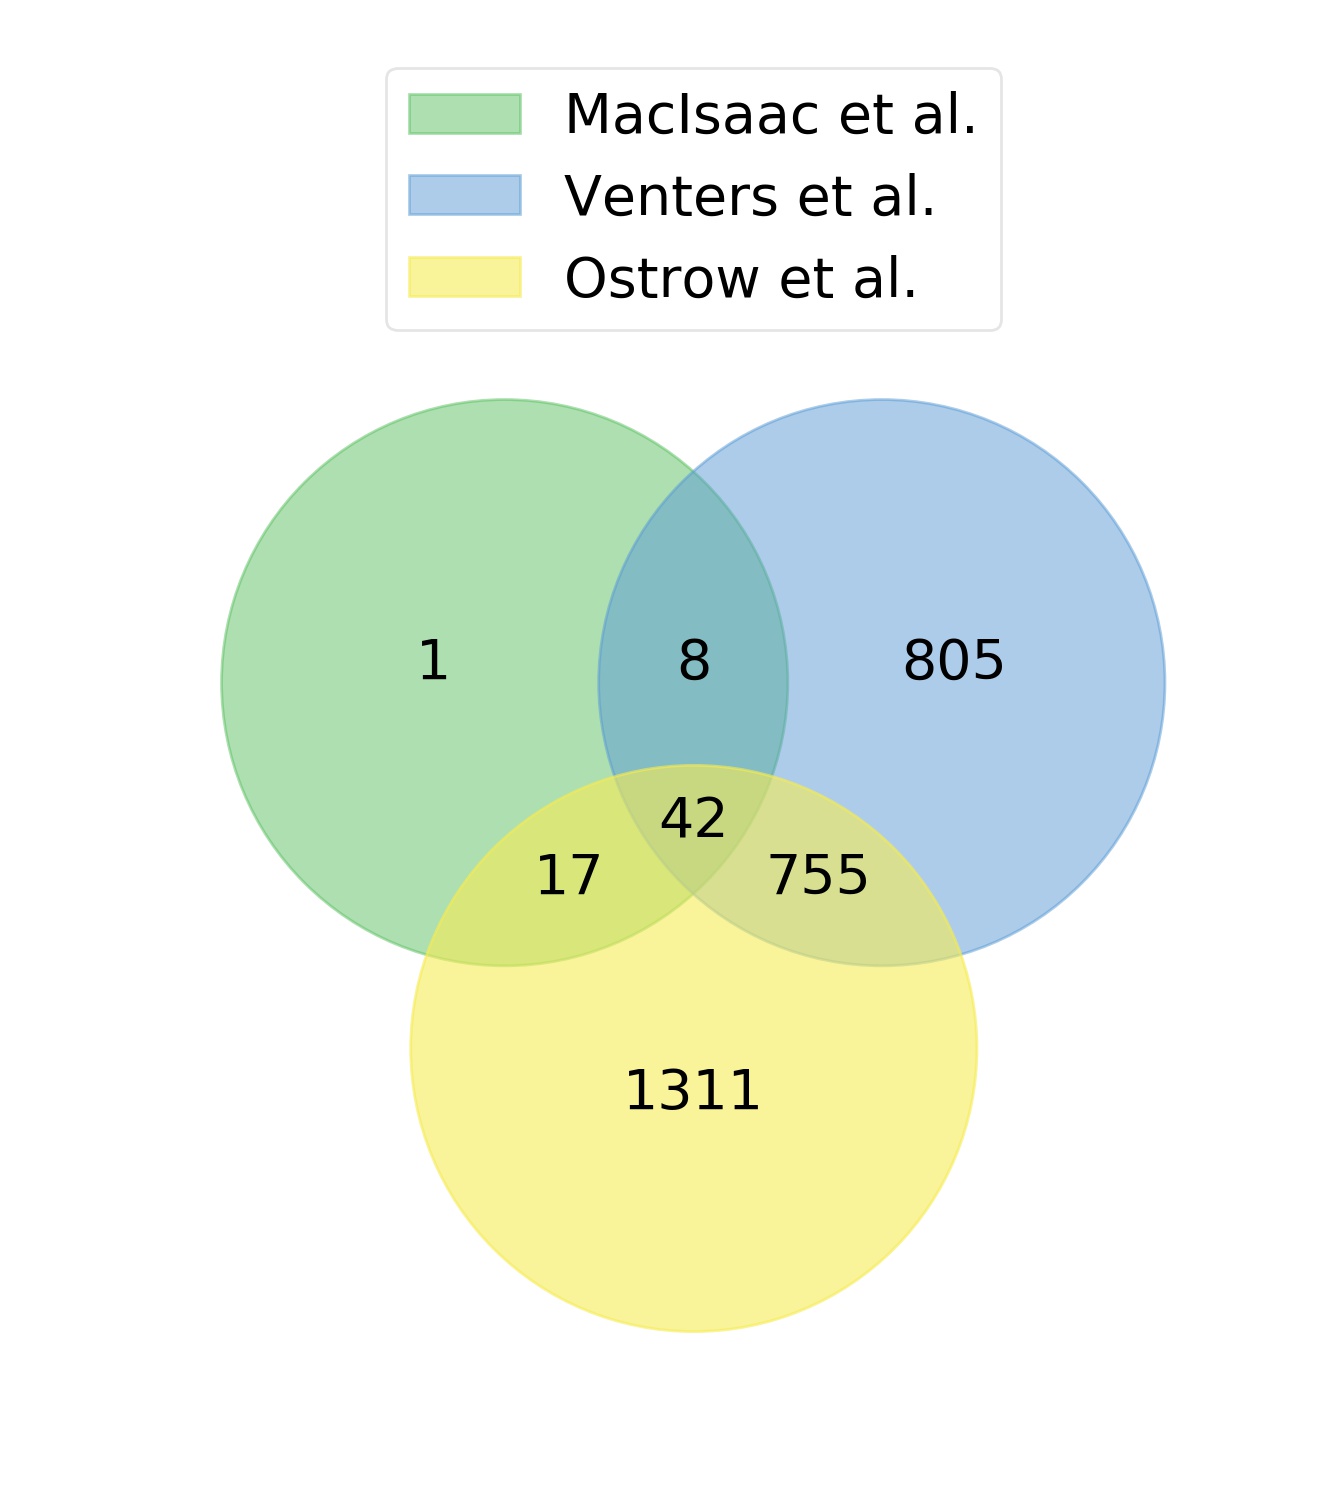 MacIsaac et al.
Venters et al.
Ostrow et al.
1
8
805
42
17
755
1311